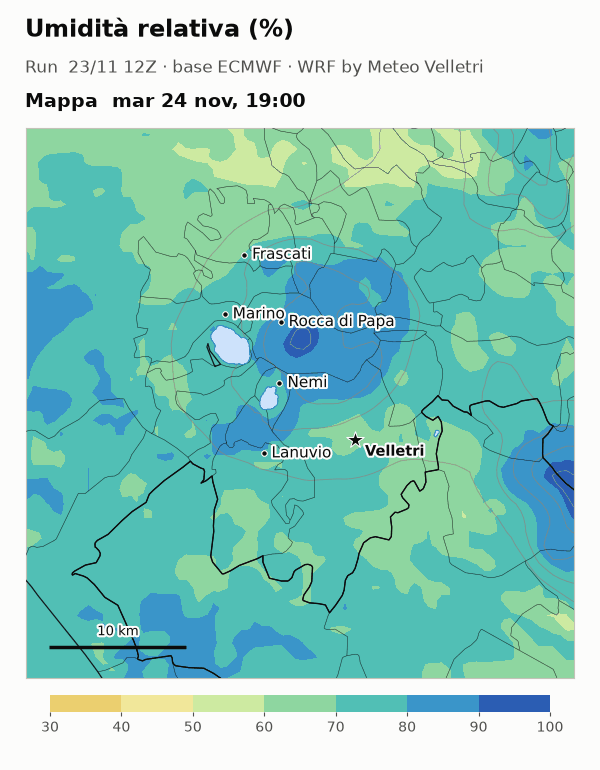 Umidità relativa (%)
Run  23/11 12Z · base ECMWF · WRF by Meteo Velletri
Mappa  mar 24 nov, 19:00
Frascati
Marino
Rocca di Papa
Nemi
Velletri
Lanuvio
10 km
30 40 50 60 70 80 90 100